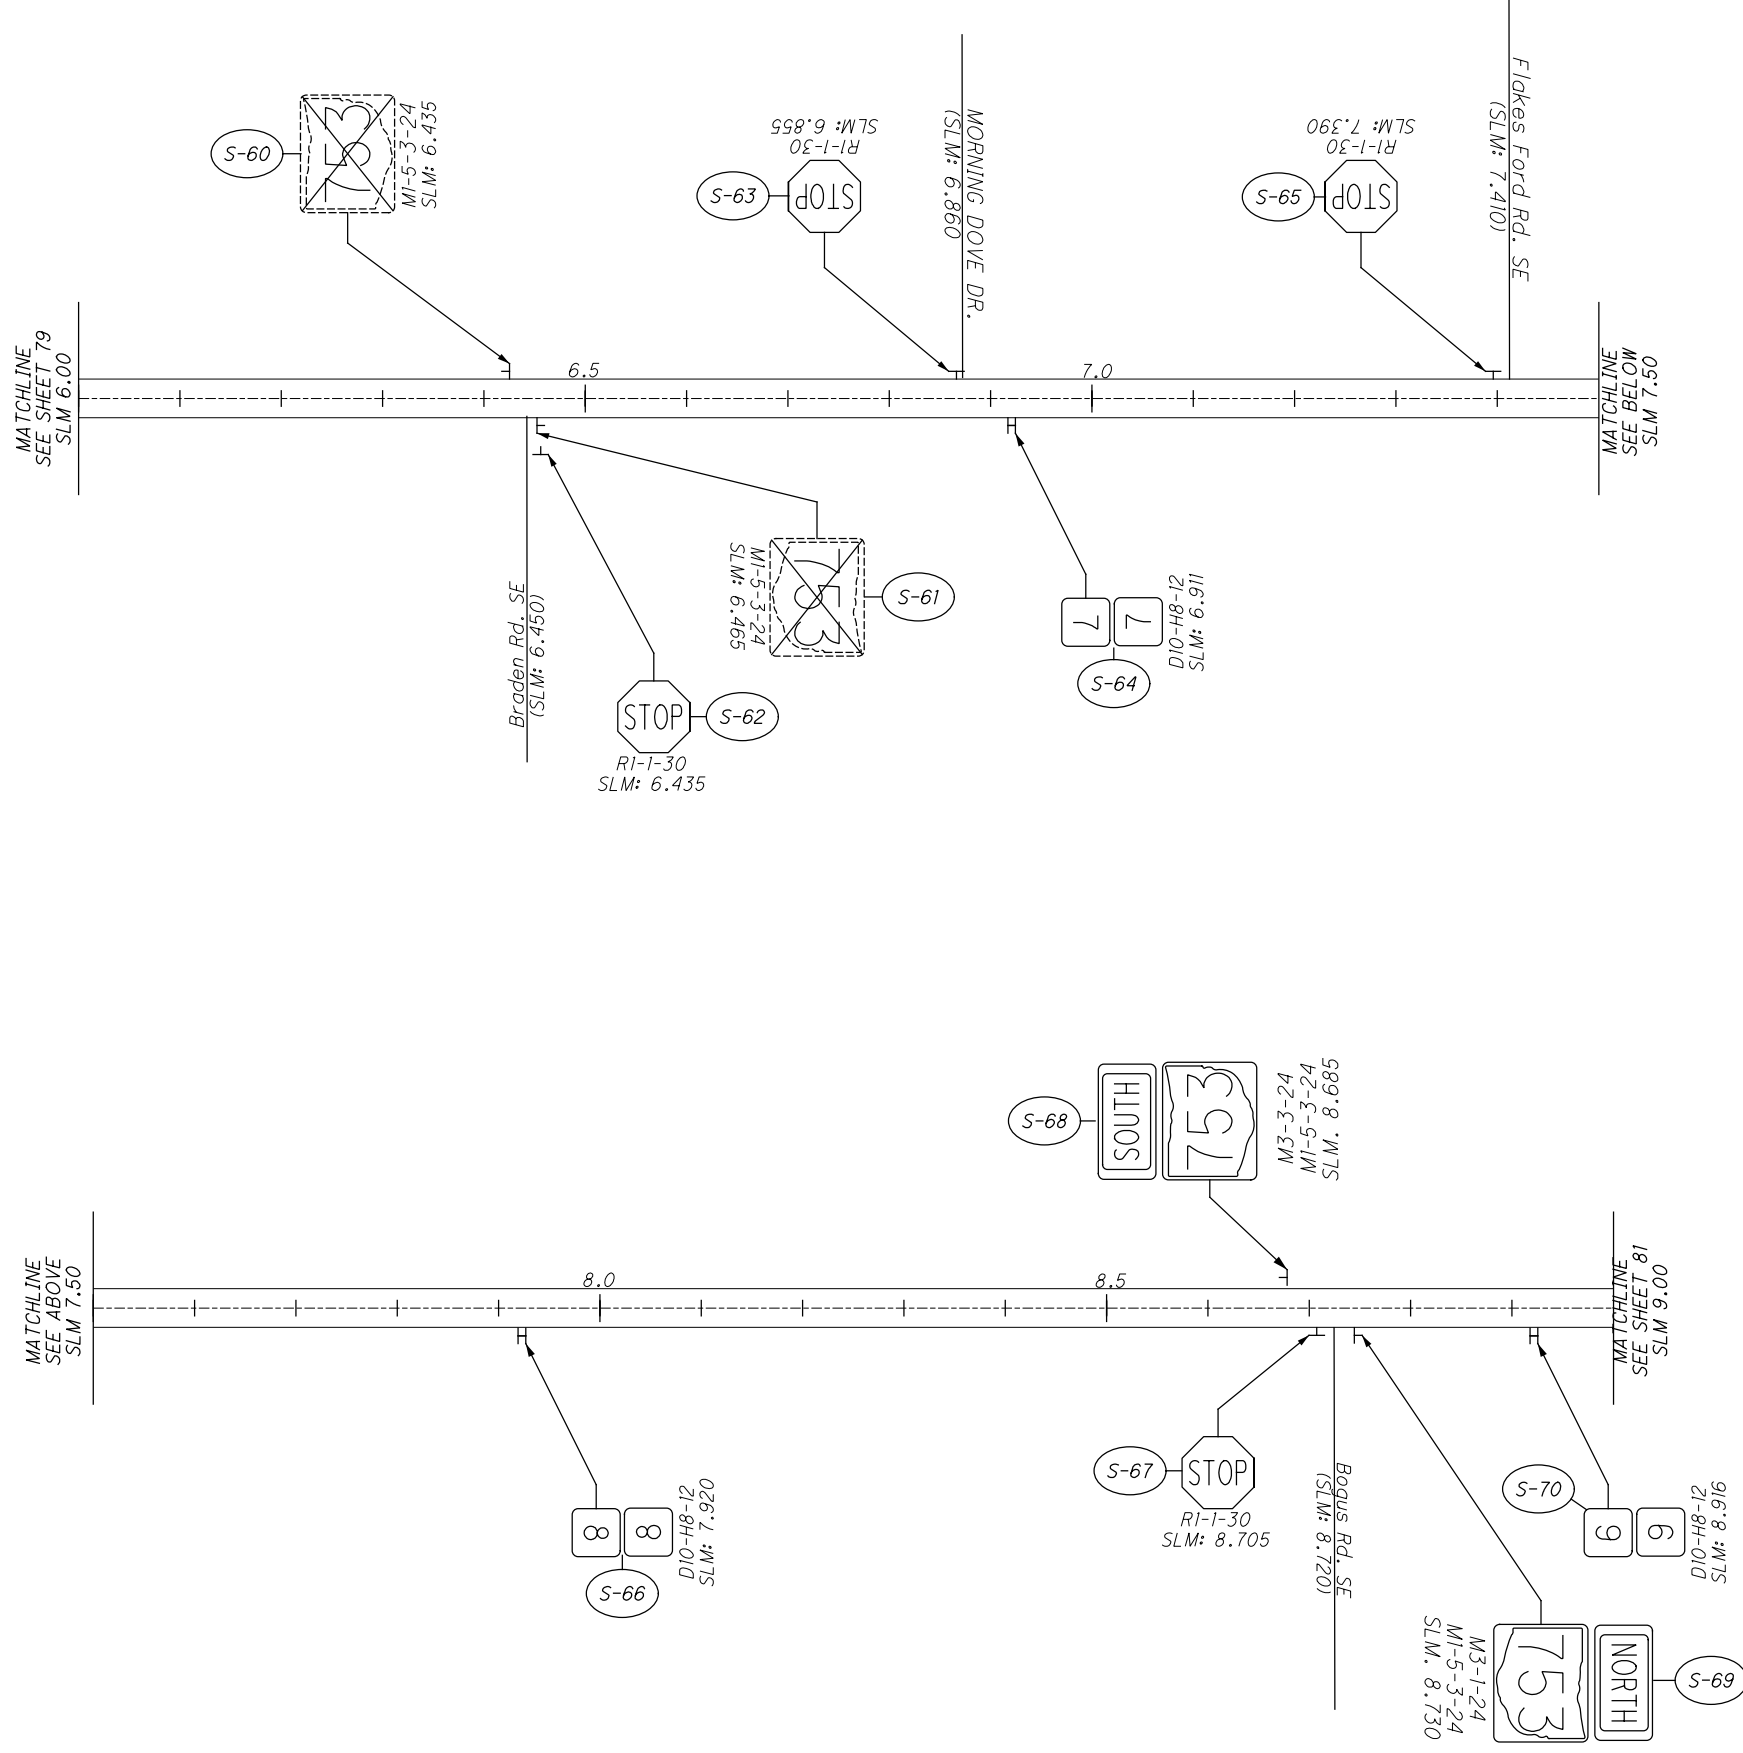 S-60
753
M1-5-3-24
SLM: 6.435
S-63
STOP
R1-1-30
SLM: 6.855
MORNING DOVE DR.
(SLM: 6.860
S-65
STOP
R1-1-30
SLM: 7.390
Flakes Ford Rd. SE
(SLM: 7.410)
MATCHLINE
SEE SHEET 79
SLM 6.00
6.5
7.0
MATCHLINE
SEE BELOW
SLM 7.50
Braden Rd. SE
(SLM: 6.450)
S-62
STOP
R1-1-30
SLM: 6.435
753
S-61
M1-5-3-24
SLM: 6.465
7
7
D10-H8-12
SLM: 6.911
S-64
S-68
SOUTH
753
M3-3-24
M1-5-3-24
SLM. 8.685
MATCHLINE
SEE ABOVE
SLM 7.50
8.0
8.5
MATCHLINE
SEE SHEET 81
SLM 9.00
8
8
D10-H8-12
SLM: 7.920
S-66
S-67
STOP
R1-1-30
SLM: 8.705
Bogus Rd. SE
(SLM: 8.720)
S-70
9
9
D10-H8-12
SLM: 8.916
NORTH
753
S-69
M3-1-24
M1-5-3-24
SLM. 8.730